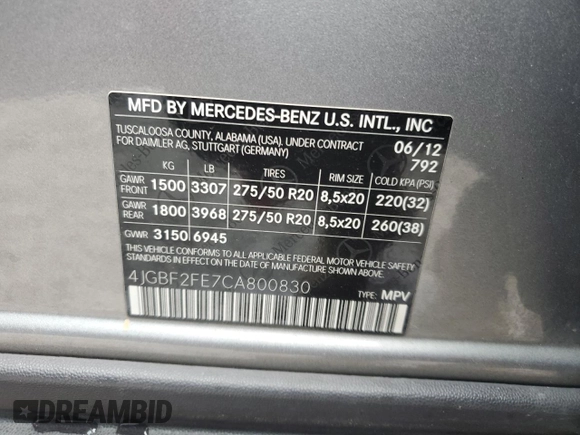 MFD BY MERCEDES-BENZ U.S. INTL., INC
TUSCALOOSA COUNTY, ALABAMA (USA). UNDER CONTRACT 06/12
FOR DAIMLER AG, STUTTGART (GERMANY) 792
KG LB TIRES RIM SIZE COLD KPA (PSI)
GAWR FRONT 1500 3307 275/50 R20 8,5x20 220(32)
GAWR REAR 1800 3968 275/50 R20 8,5x20 260(38)
GVWR 3150 6945
THIS VEHICLE CONFORMS TO ALL APPLICABLE FEDERAL MOTOR VEHICLE SAFETY
STANDARDS IN EFFECT ON THE DATE OF MANUFACTURE SHOWN ABOVE.
4JGBF2FE7CA800830 TYPE: MPV
DREAMBID